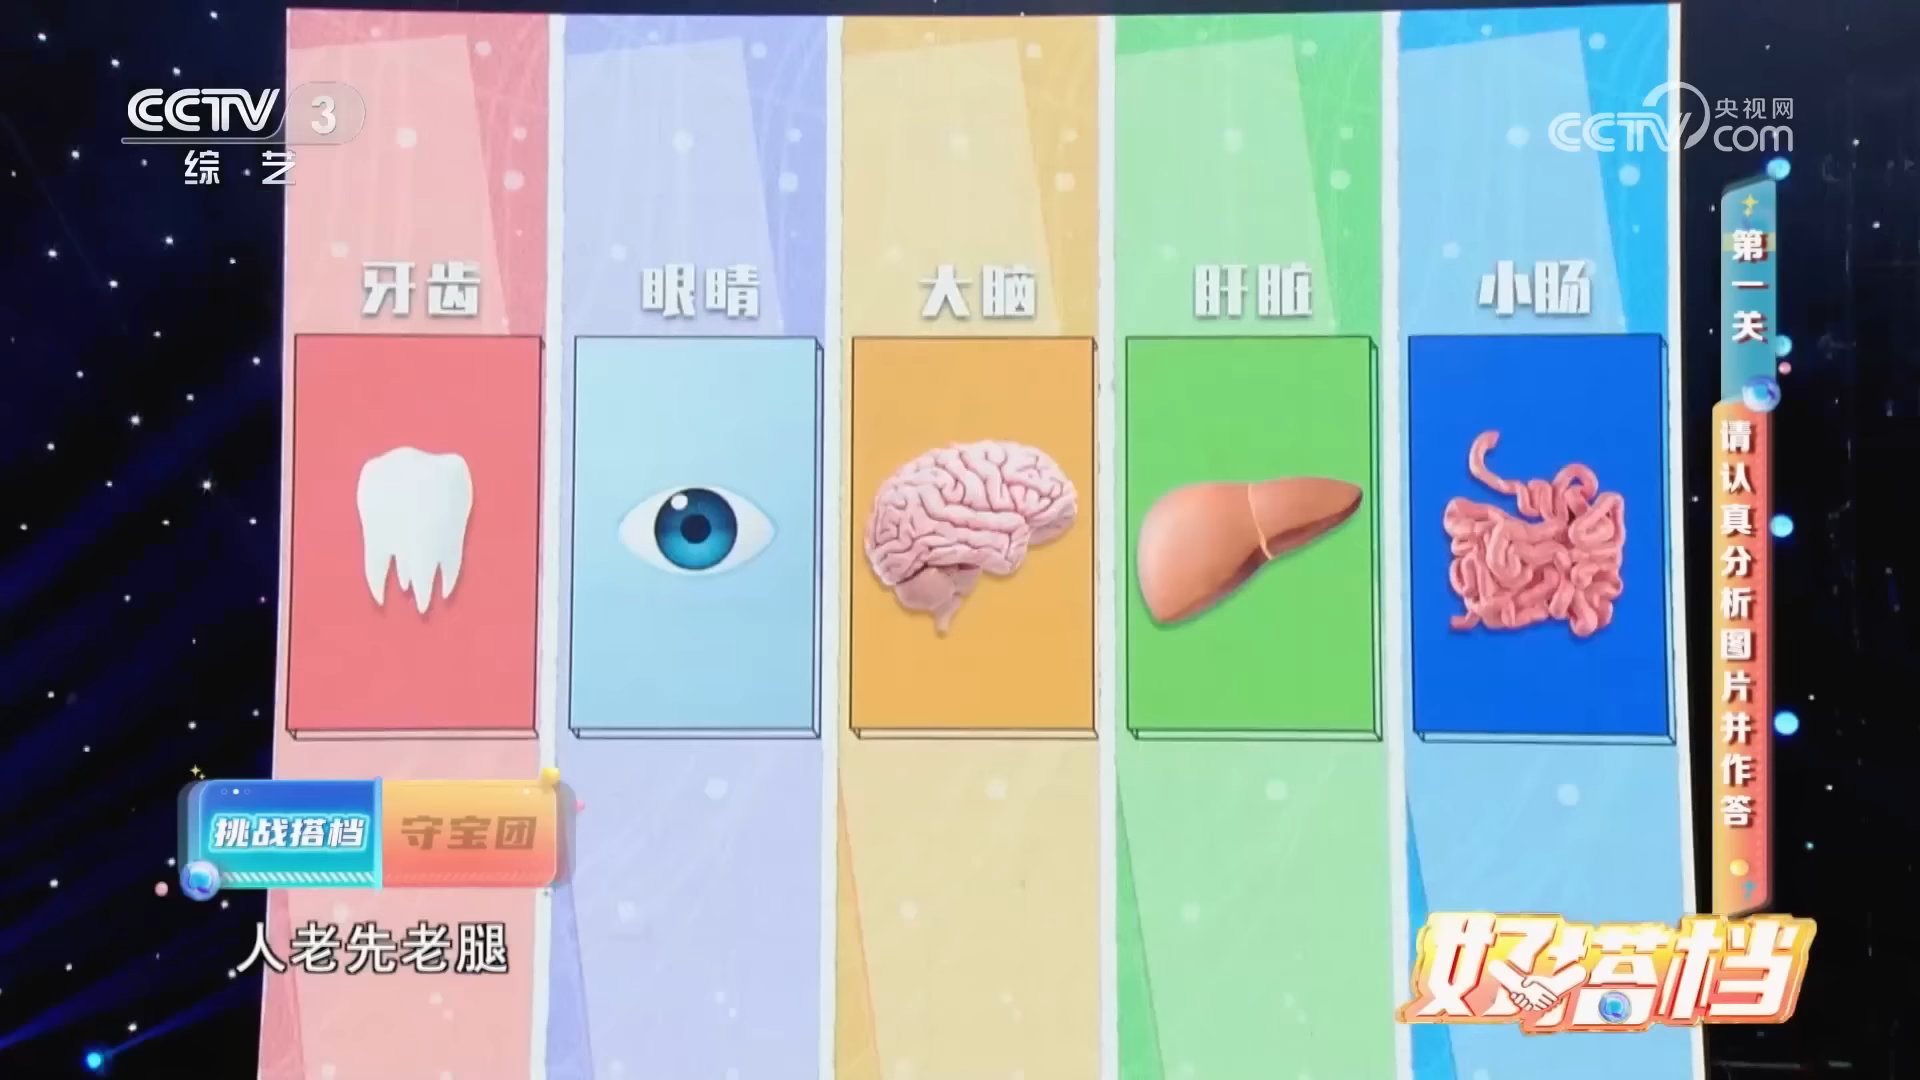 CCTV 3
综艺
央视网
CCTV com
牙齿
眼睛
大脑
肝脏
小肠
第一关
请认真分析图片并作答
挑战搭档
守宝团
人老先老腿
好搭档